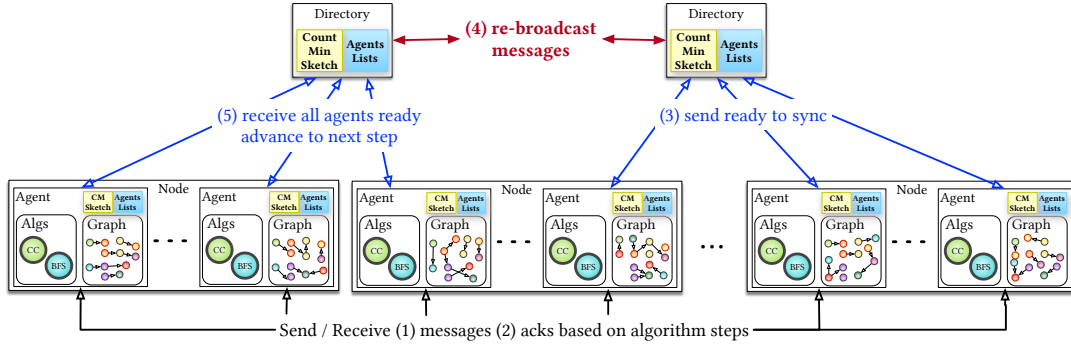 Directory
Count
Min
Sketch
Agents
Lists
(4) re-broadcast
messages
Directory
Count
Min
Sketch
Agents
Lists
(5) receive all agents ready
advance to next step
(3) send ready to sync
Node
Agent
CM
Sketch
Agents
Lists
Algs
CC
BFS
Graph
Agent
CM
Sketch
Agents
Lists
Algs
CC
BFS
Graph
Node
Agent
CM
Sketch
Agents
Lists
Algs
CC
BFS
Graph
Agent
CM
Sketch
Agents
Lists
Algs
CC
BFS
Graph
Node
Agent
CM
Sketch
Agents
Lists
Algs
CC
BFS
Graph
Agent
CM
Sketch
Agents
Lists
Algs
CC
BFS
Graph
Send / Receive (1) messages (2) acks based on algorithm steps